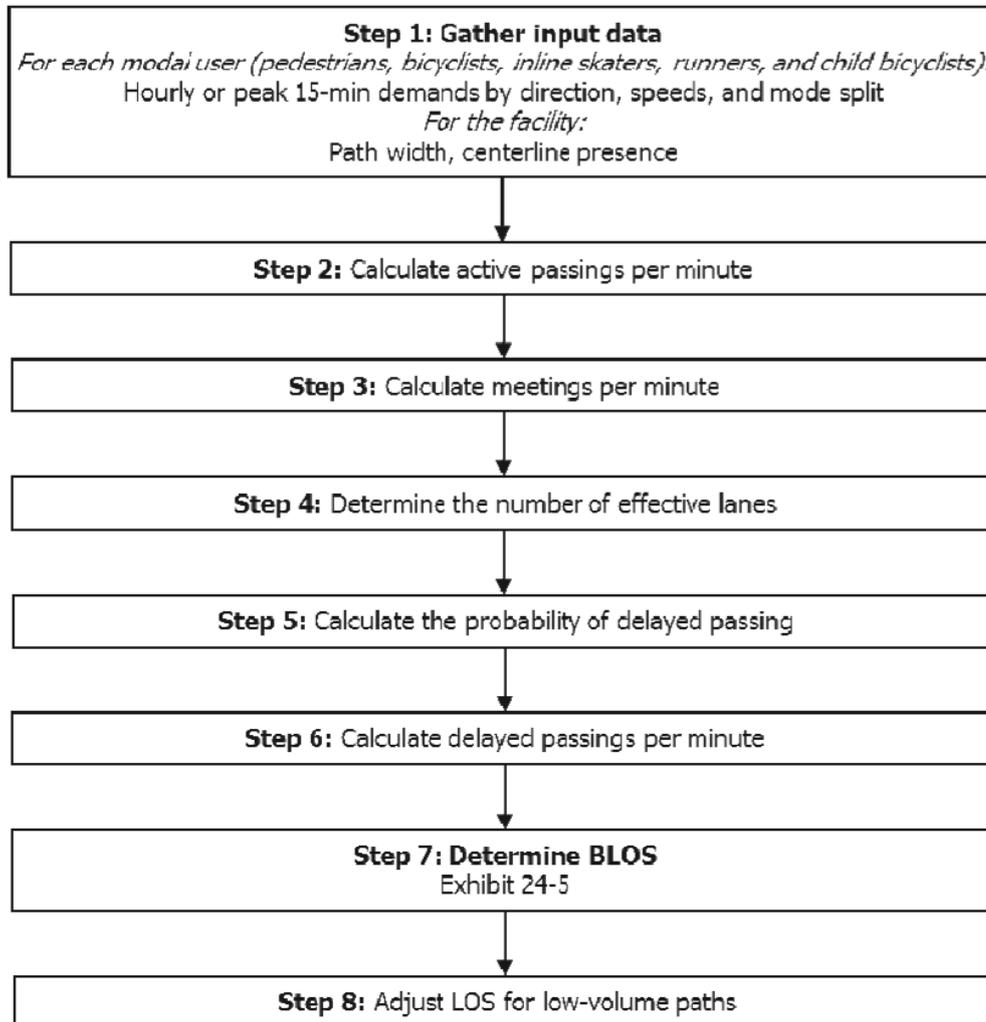 Step 1: Gather input data
For each modal user (pedestrians, bicyclists, inline skaters, runners, and child bicyclists):
Hourly or peak 15-min demands by direction, speeds, and mode split
For the facility:
Path width, centerline presence
Step 2: Calculate active passings per minute
Step 3: Calculate meetings per minute
Step 4: Determine the number of effective lanes
Step 5: Calculate the probability of delayed passing
Step 6: Calculate delayed passings per minute
Step 7: Determine BLOS
Exhibit 24-5
Step 8: Adjust LOS for low-volume paths